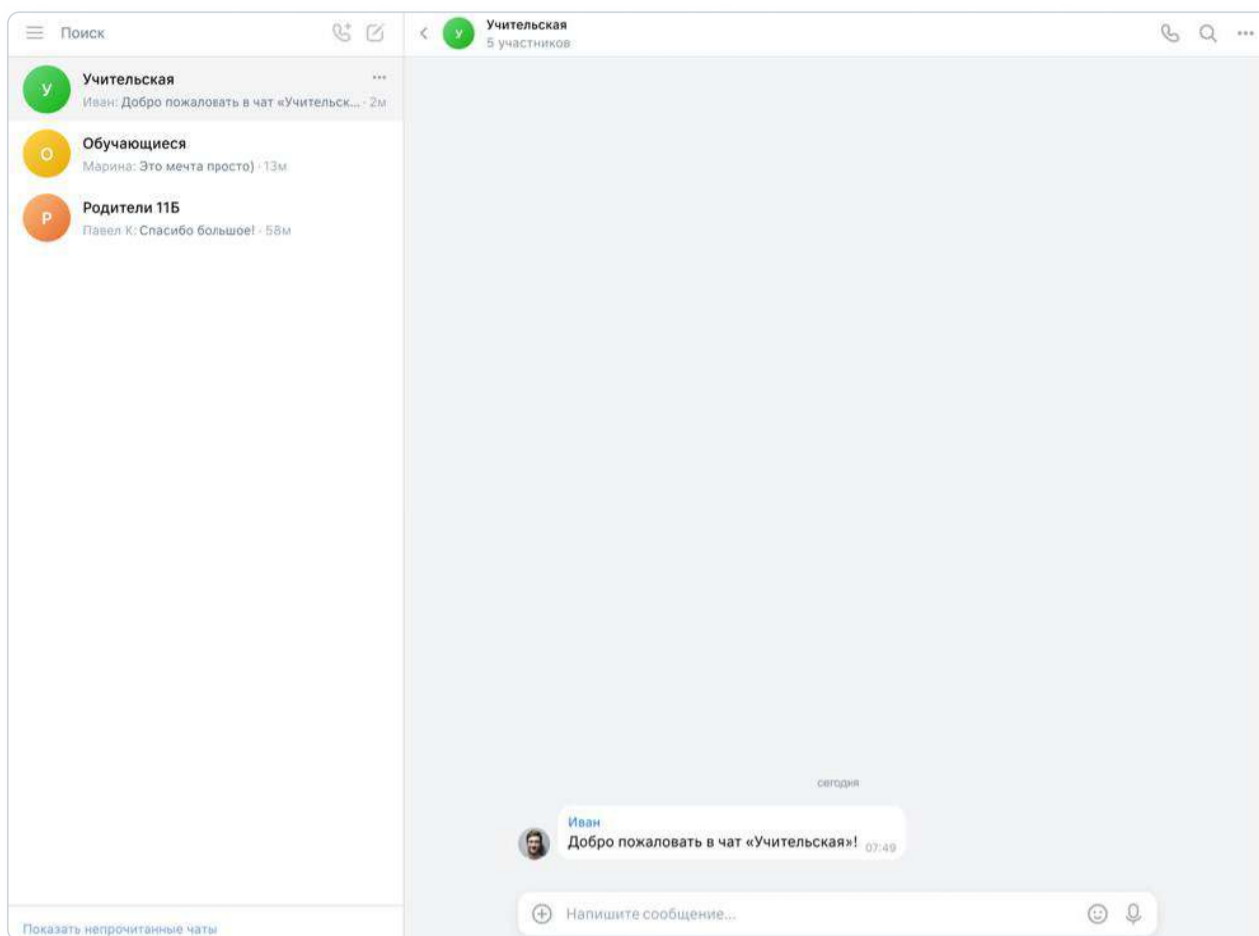 Поиск
У
Учительская
Иван: Добро пожаловать в чат «Учительск... · 2м
О
Обучающиеся
Марина: Это мечта просто) · 13м
Р
Родители 11Б
Павел К: Спасибо большое! · 58м
Показать непрочитанные чаты
У
Учительская
5 участников
сегодня
Иван
Добро пожаловать в чат «Учительская»! 07:49
Напишите сообщение...